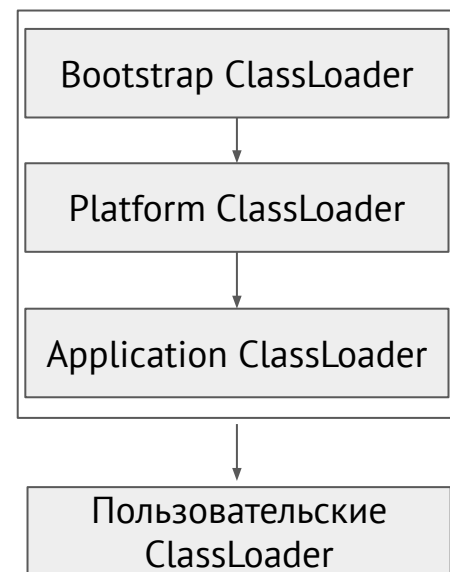 Bootstrap ClassLoader
Platform ClassLoader
Application ClassLoader
Пользовательские
ClassLoader